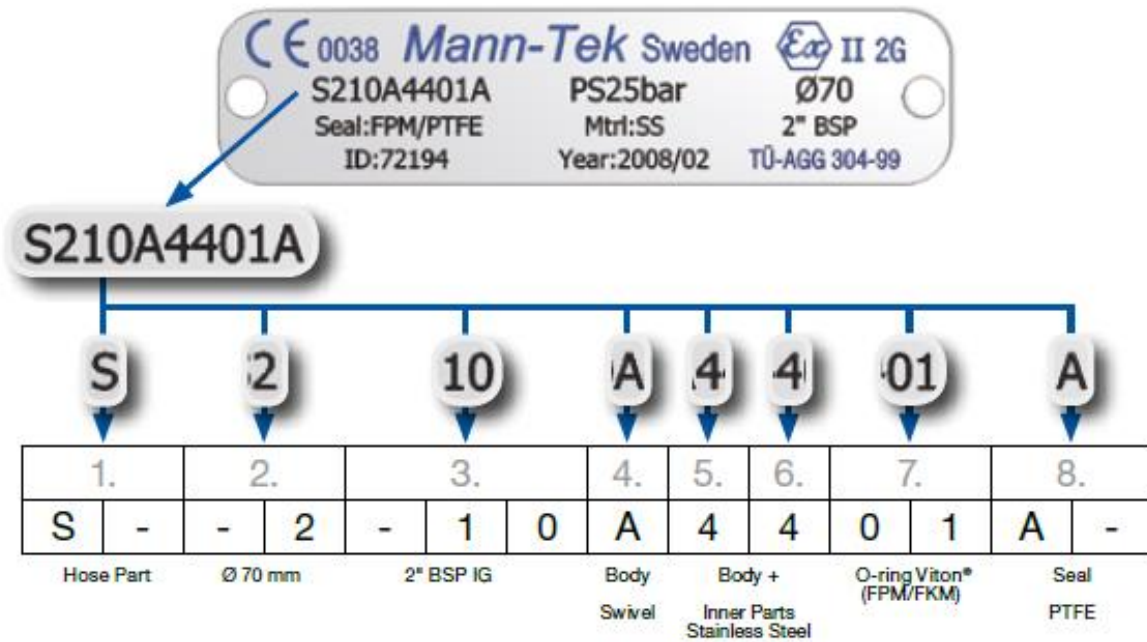 CE 0038 Mann-Tek Sweden Ex II 2G
S210A4401A PS25bar Ø70
Seal:FPM/PTFE Mtrl:SS 2" BSP
ID:72194 Year:2008/02 TÜ-AGG 304-99
S210A4401A
S 2 10 A 4 4 01 A
1. 2. 3. 4. 5. 6. 7. 8.
S - - 2 - 1 0 A 4 4 0 1 A -
Hose Part Ø 70 mm 2" BSP IG Body Body + O-ring Viton® Seal
(FPM/FKM)
Swivel Inner Parts PTFE
Stainless Steel